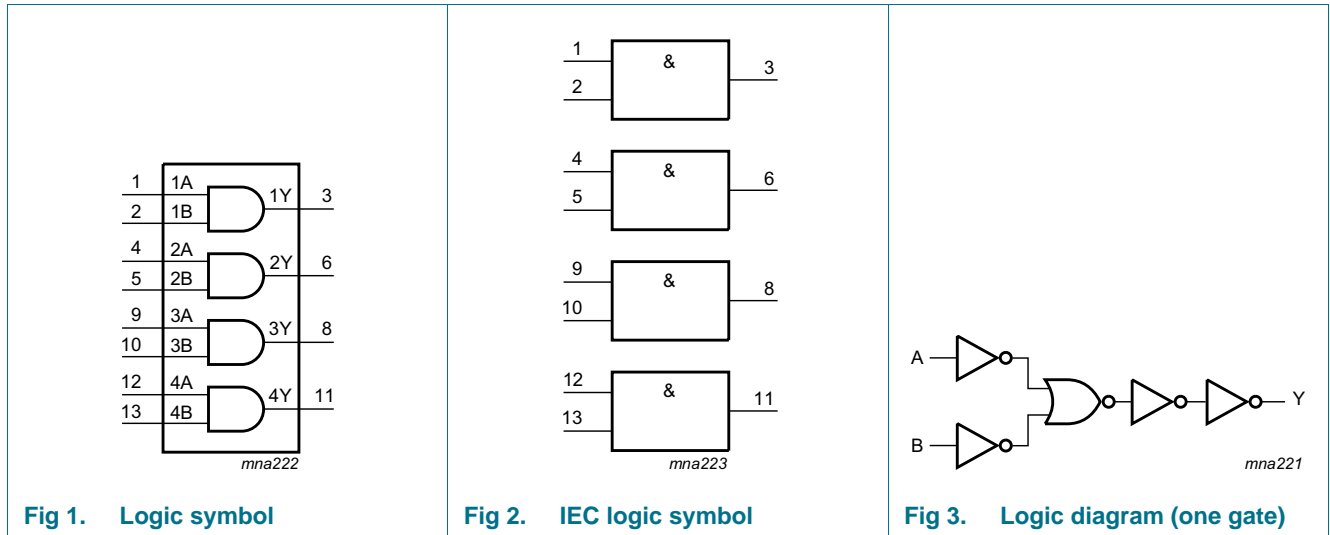 1 1A 1Y 3
2 1B
4 2A 2Y 6
5 2B
9 3A 3Y 8
10 3B
12 4A 4Y 11
13 4B
mna222
Fig 1. Logic symbol
1 & 3
2
4 & 6
5
9 & 8
10
12 & 11
13
mna223
Fig 2. IEC logic symbol
A
Y
B
mna221
Fig 3. Logic diagram (one gate)